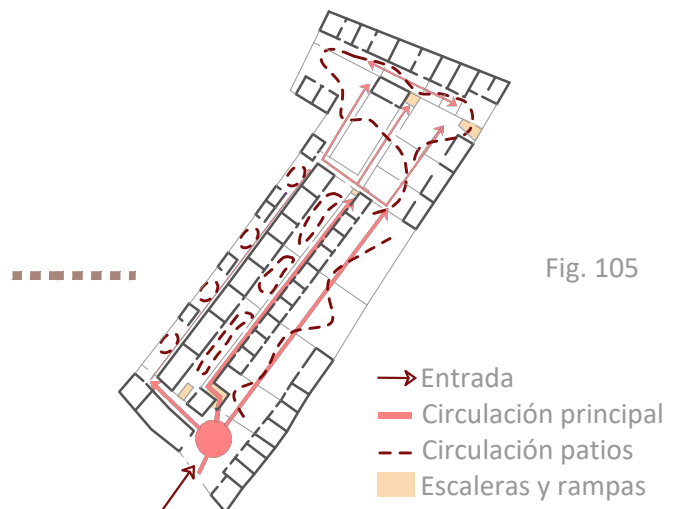 Fig. 105
Entrada
Circulación principal
Circulación patios
Escaleras y rampas